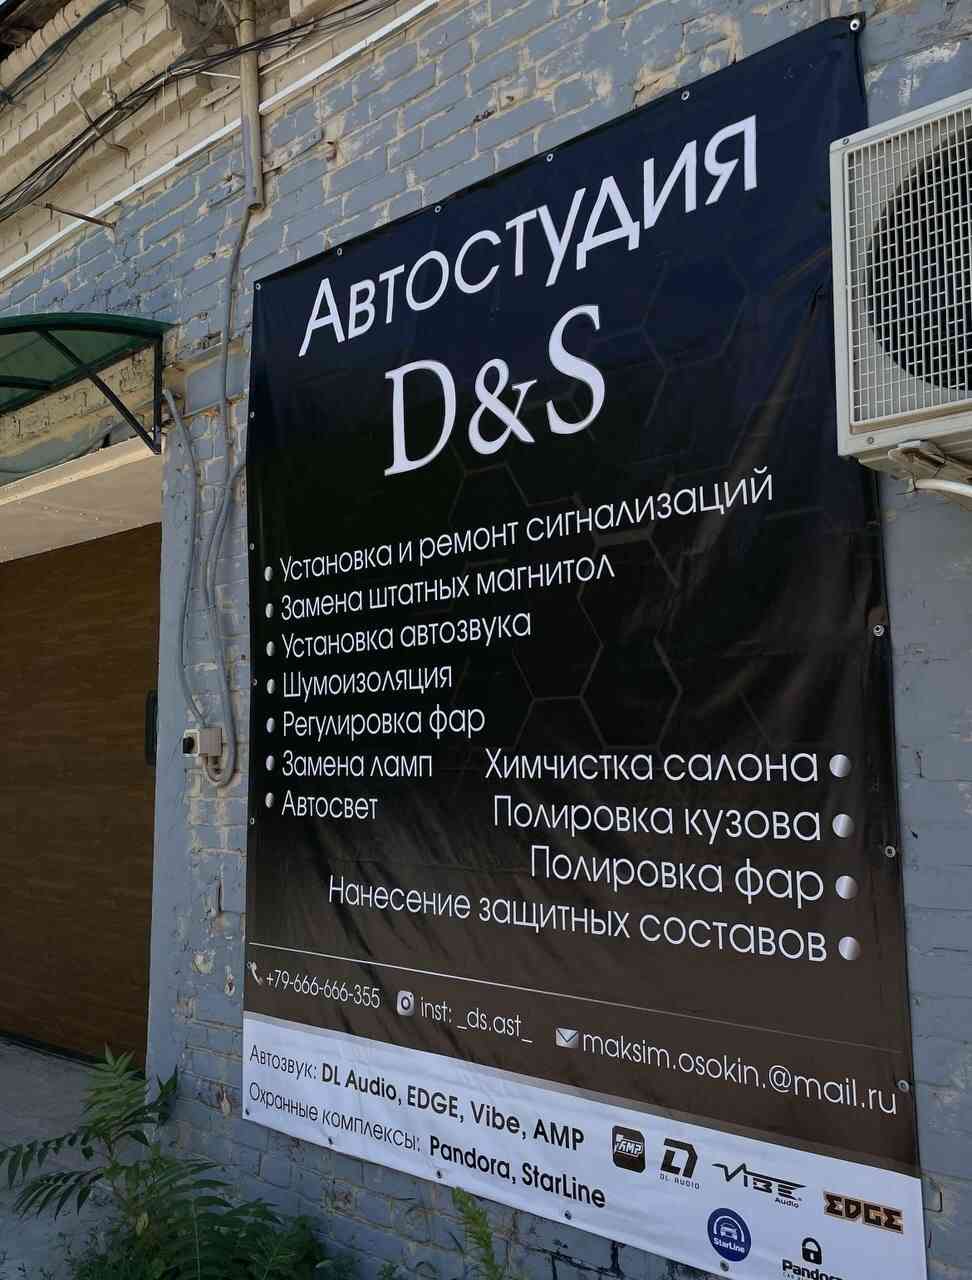 Автостудия
D&S
Установка и ремонт сигнализаций
Замена штатных магнитол
Установка автозвука
Шумоизоляция
Регулировка фар
Замена ламп
Автосвет
Химчистка салона
Полировка кузова
Полировка фар
Нанесение защитных составов
+79-666-666-355 inst: _ds.ast_ maksim.osokin.@mail.ru
Автозвук: DL Audio, EDGE, Vibe, AMP
Охранные комплексы: Pandora, StarLine
AMP
DL AUDIO
VIBE
Audio
EDGE
StarLine
Pandora